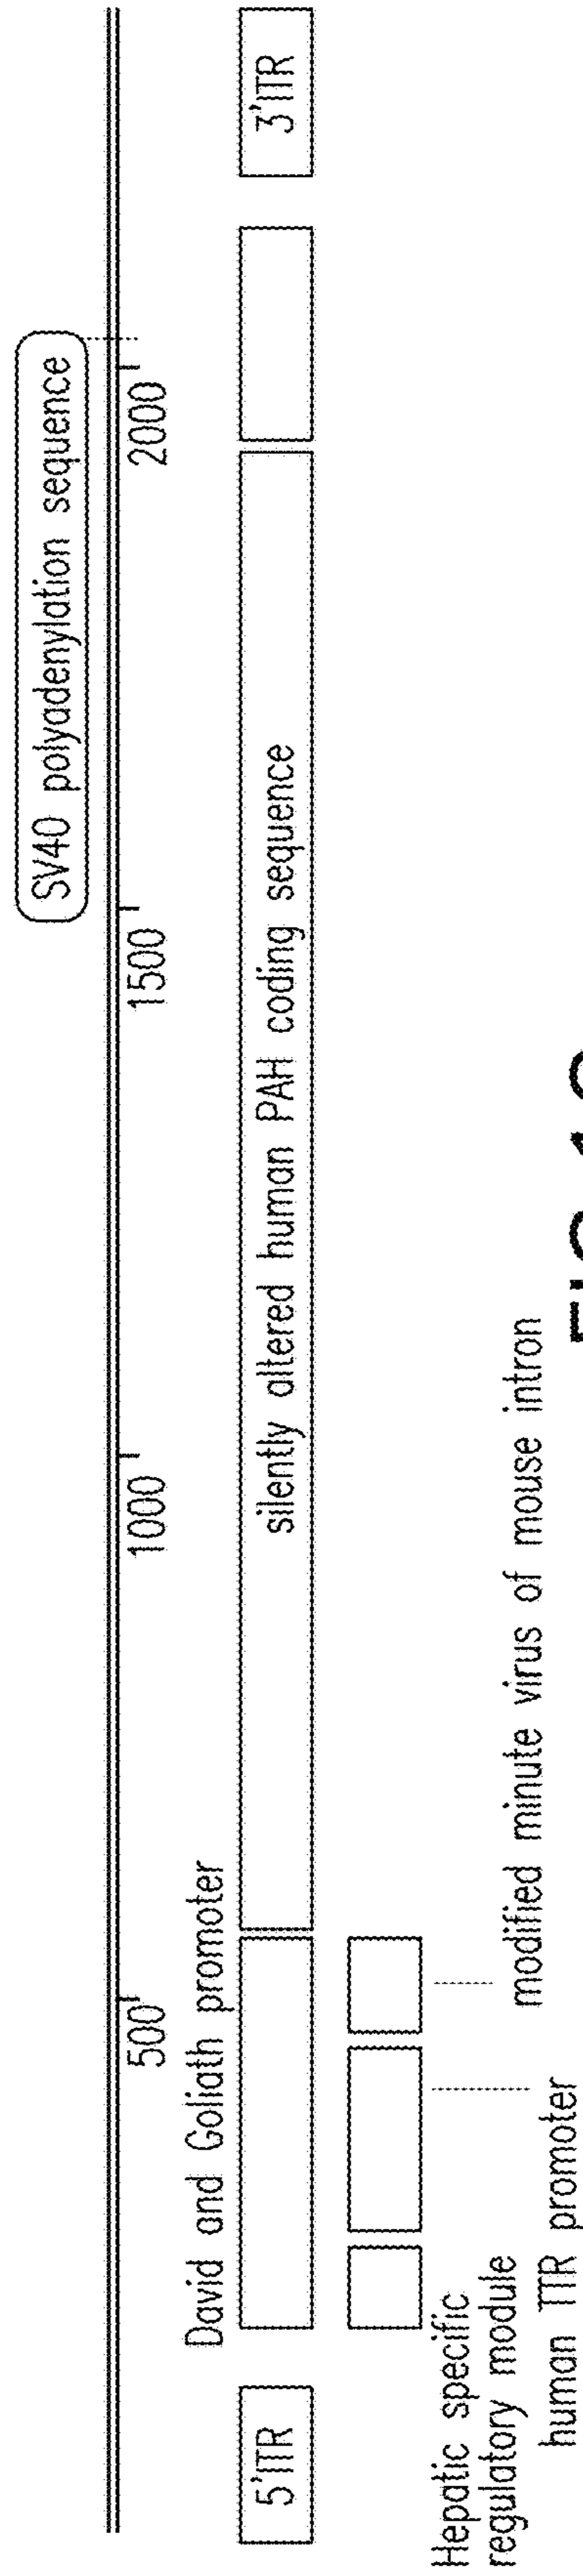 SV40 polyadenylation sequence
500
1000
1500
2000
David and Goliath promoter
5'ITR
silently altered human PAH coding sequence
3'ITR
Hepatic specific
regulatory module
human TTR promoter
modified minute virus of mouse intron